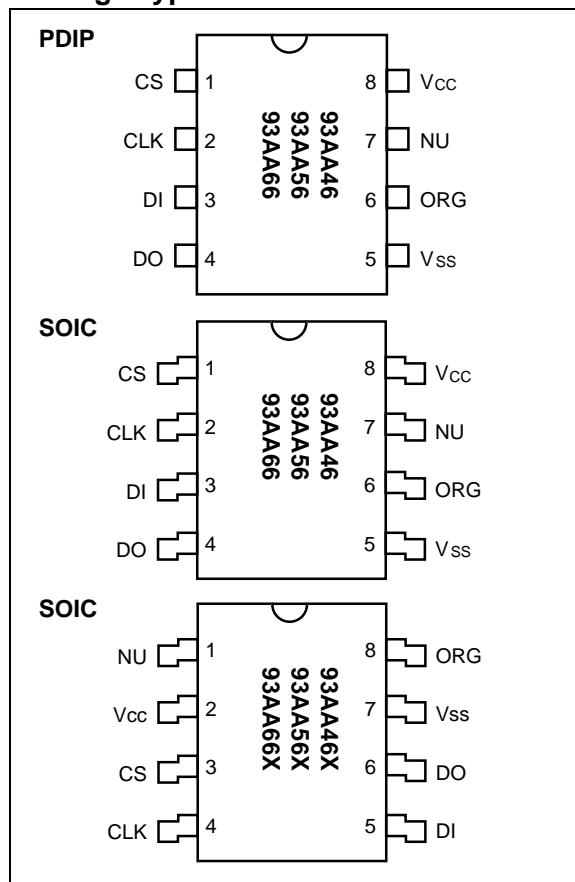 PDIP
CS 1 8 VCC
CLK 2 7 NU
DI 3 6 ORG
DO 4 5 VSS
93AA46
93AA56
93AA66
SOIC
CS 1 8 VCC
CLK 2 7 NU
DI 3 6 ORG
DO 4 5 VSS
93AA46
93AA56
93AA66
SOIC
NU 1 8 ORG
Vcc 2 7 Vss
CS 3 6 DO
CLK 4 5 DI
93AA46X
93AA56X
93AA66X